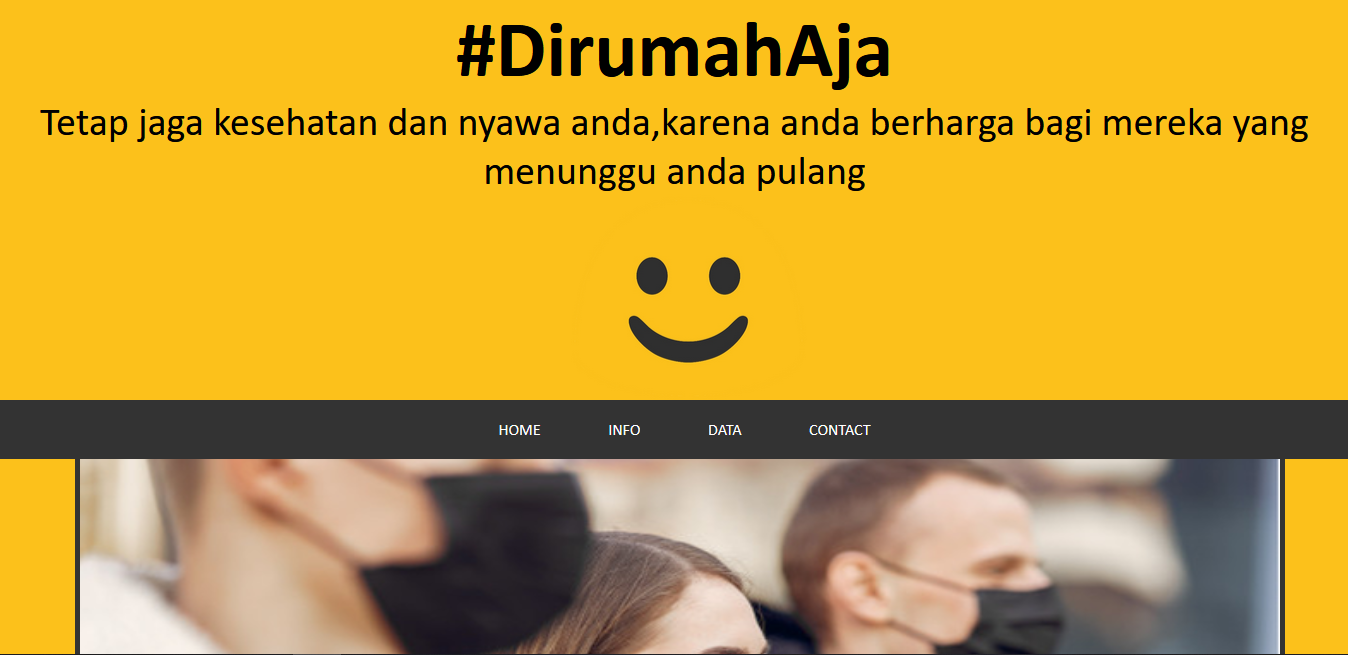 #DirumahAja
Tetap jaga kesehatan dan nyawa anda,karena anda berharga bagi mereka yang
menunggu anda pulang
HOME INFO DATA CONTACT